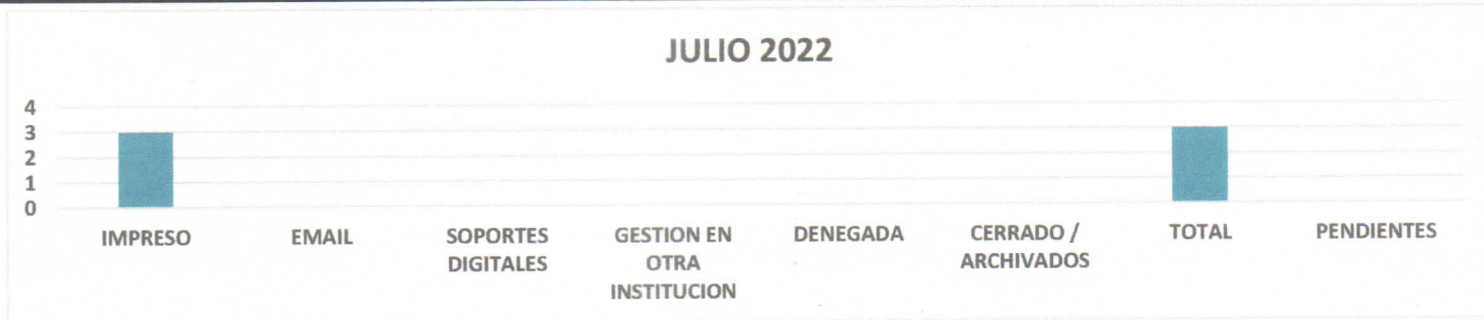 JULIO 2022
4
3
2
1
0
IMPRESO
EMAIL
SOPORTES
DIGITALES
GESTION EN
OTRA
INSTITUCION
DENEGADA
CERRADO /
ARCHIVADOS
TOTAL
PENDIENTES